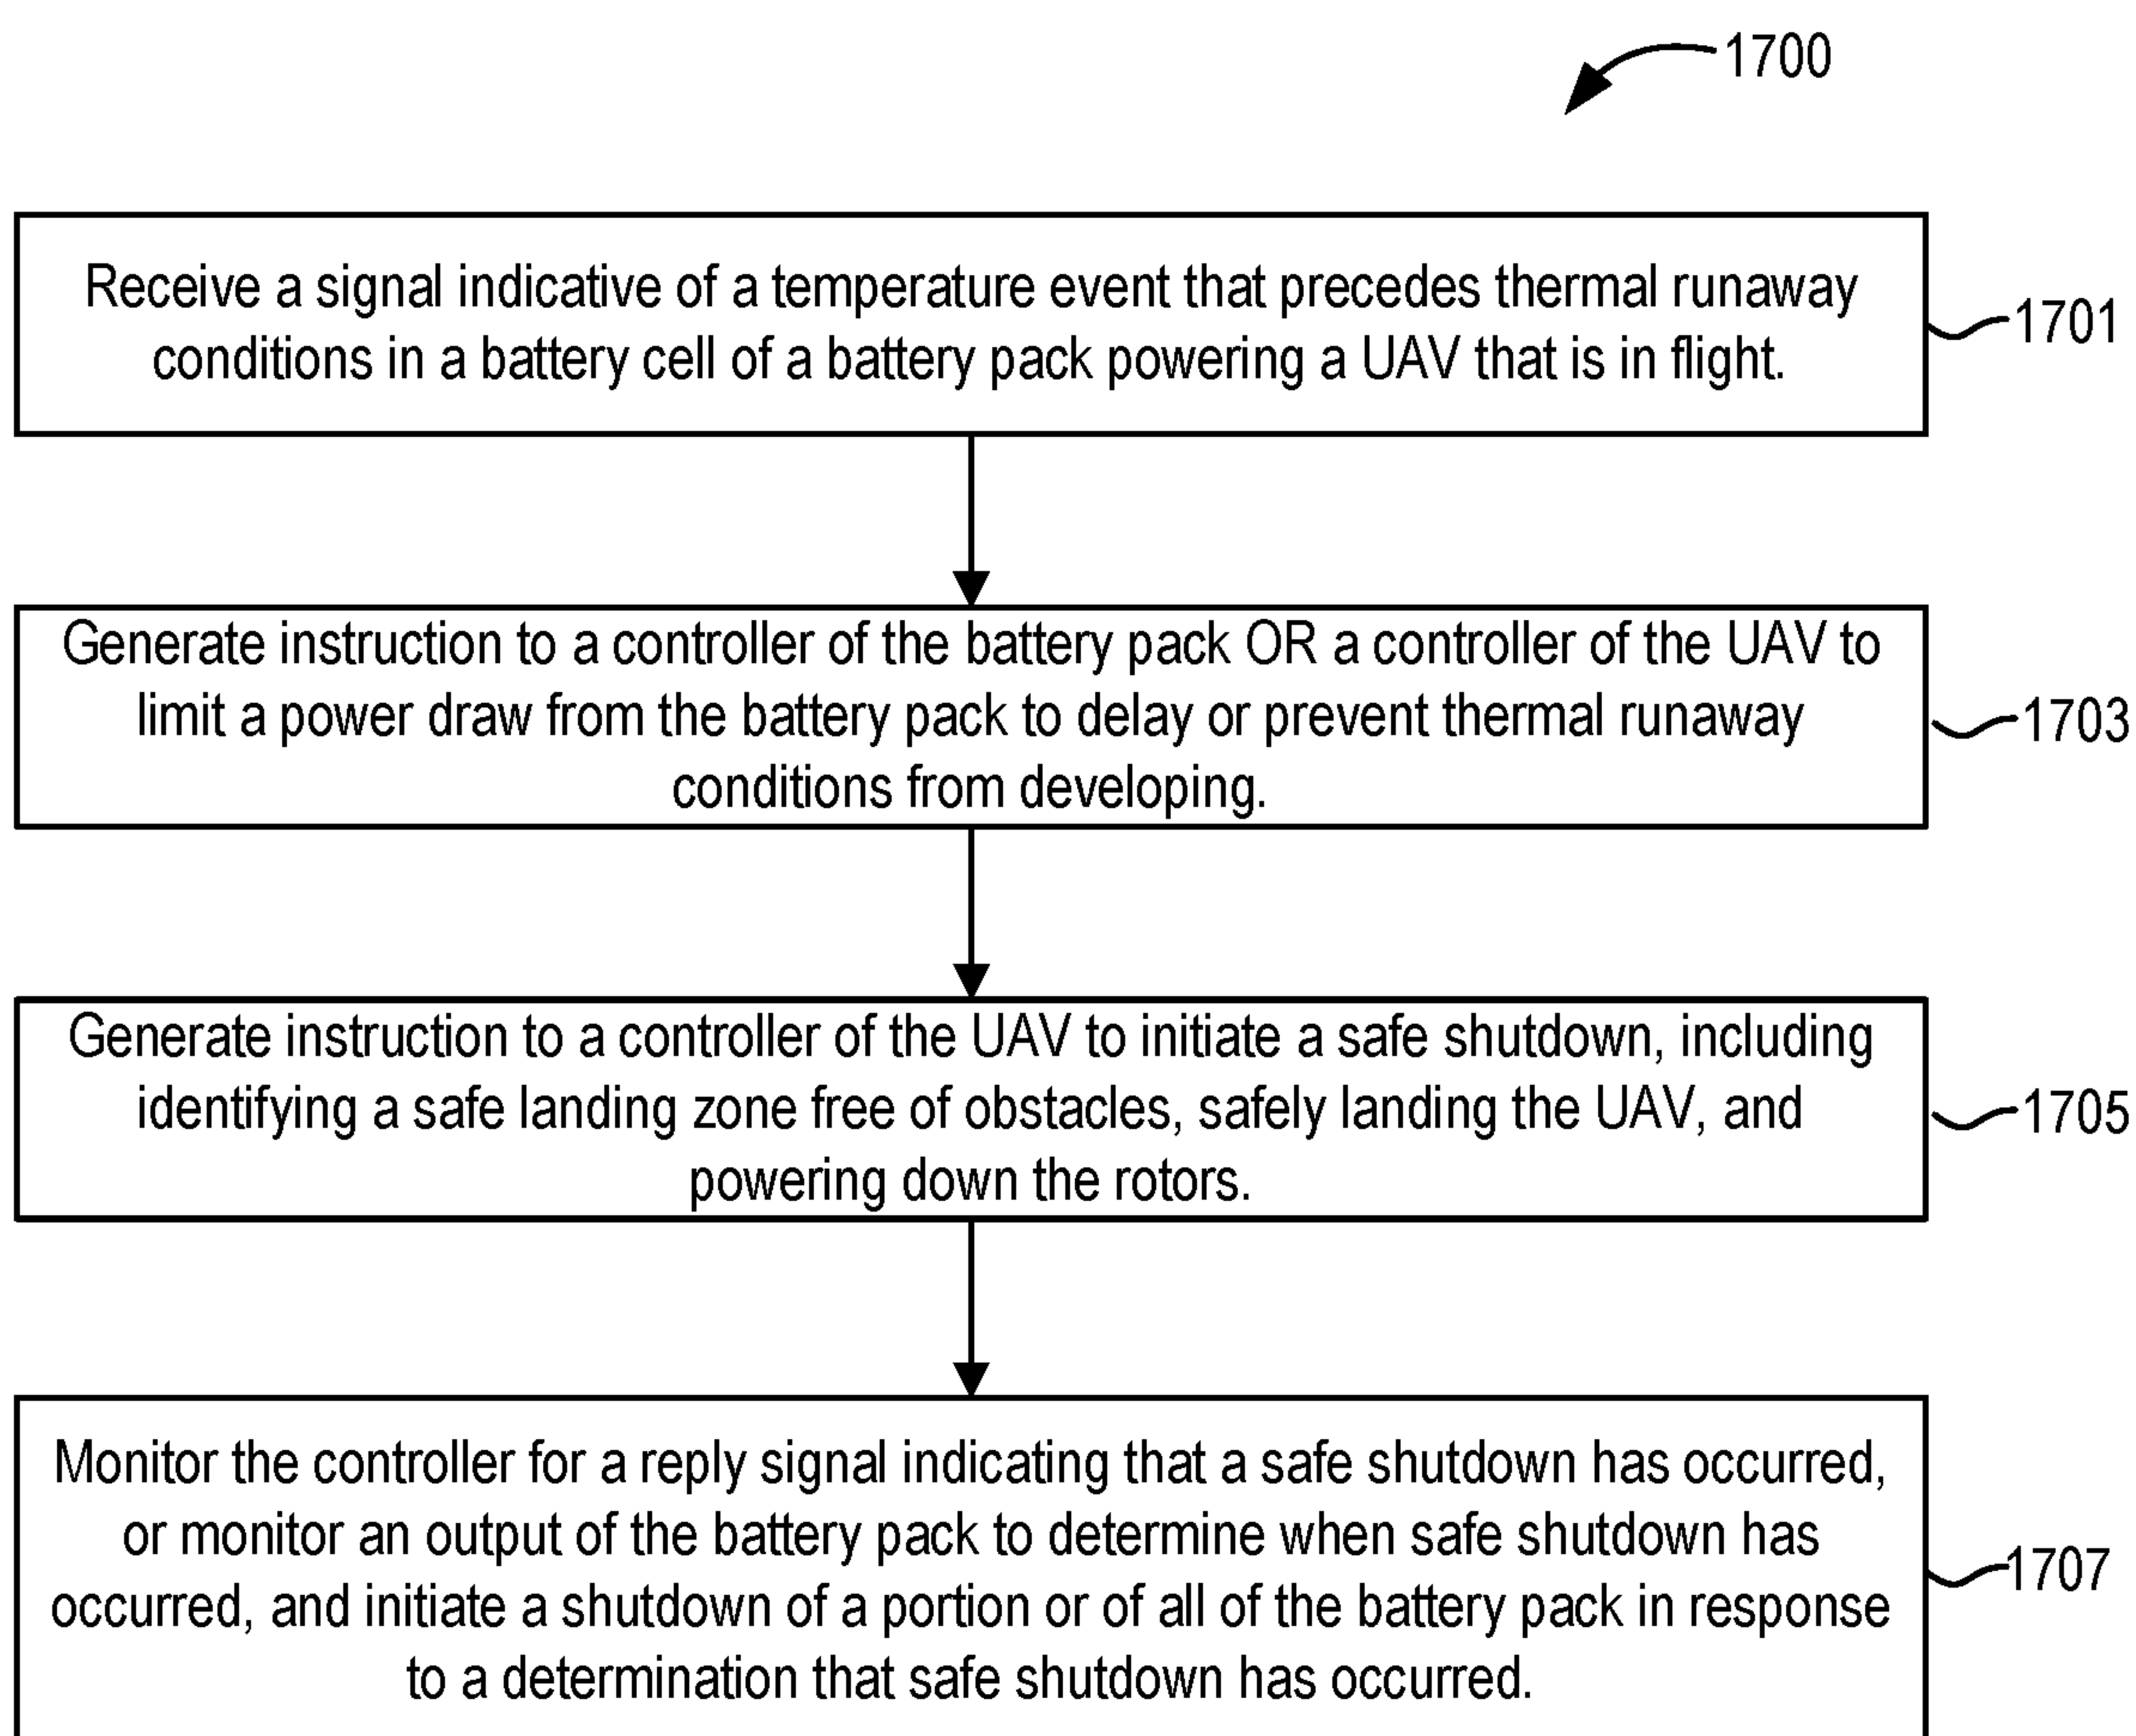 1700
Receive a signal indicative of a temperature event that precedes thermal runaway
conditions in a battery cell of a battery pack powering a UAV that is in flight.
1701
Generate instruction to a controller of the battery pack OR a controller of the UAV to
limit a power draw from the battery pack to delay or prevent thermal runaway
conditions from developing.
1703
Generate instruction to a controller of the UAV to initiate a safe shutdown, including
identifying a safe landing zone free of obstacles, safely landing the UAV, and
powering down the rotors.
1705
Monitor the controller for a reply signal indicating that a safe shutdown has occurred,
or monitor an output of the battery pack to determine when safe shutdown has
occurred, and initiate a shutdown of a portion or of all of the battery pack in response
to a determination that safe shutdown has occurred.
1707